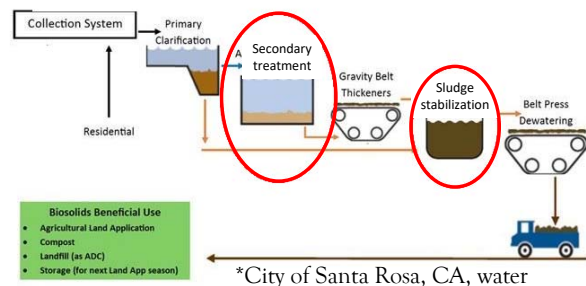 Collection System
Primary
Clarification
A
Secondary
treatment
Gravity Belt
Thickeners
Sludge
stabilization
Belt Press
Dewatering
Residential
Biosolids Beneficial Use
• Agricultural Land Application
• Compost
• Landfill (as ADC)
• Storage (for next Land App season)
*City of Santa Rosa, CA, water